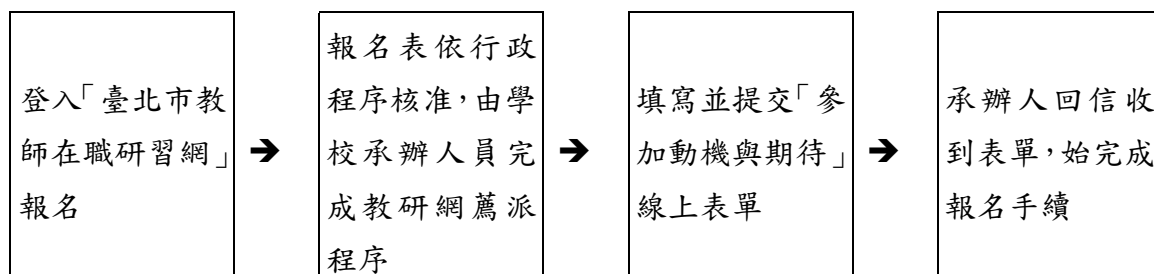 登入「臺北市教
師在職研習網」
報名
➔
報名表依行政
程序核准，由學
校承辦人員完
成教研網薦派
程序
➔
填寫並提交「參
加動機與期待」
線上表單
➔
承辦人回信收
到表單，始完成
報名手續